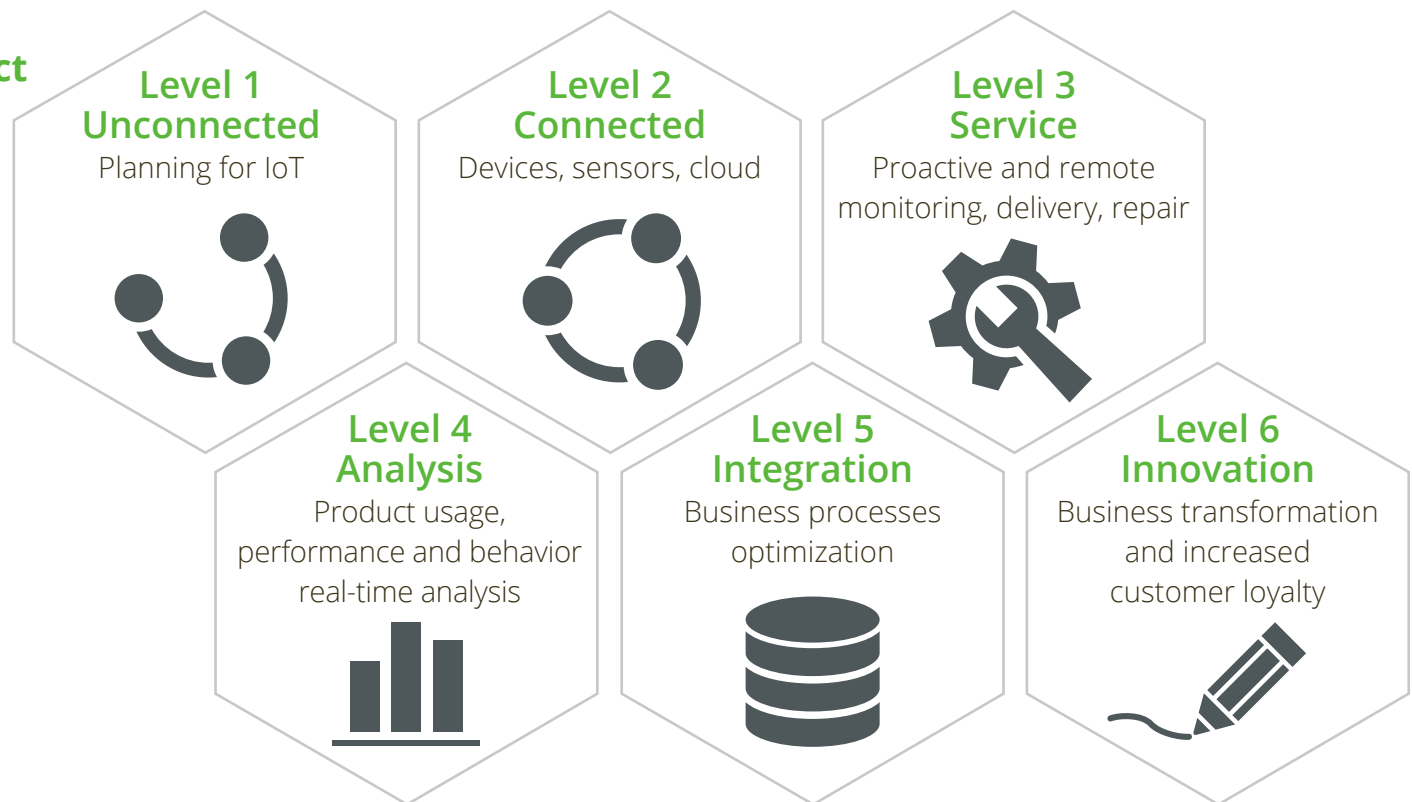 ct
Level 1
Unconnected
Planning for IoT
Level 2
Connected
Devices, sensors, cloud
Level 3
Service
Proactive and remote
monitoring, delivery, repair
Level 4
Analysis
Product usage,
performance and behavior
real-time analysis
Level 5
Integration
Business processes
optimization
Level 6
Innovation
Business transformation
and increased
customer loyalty